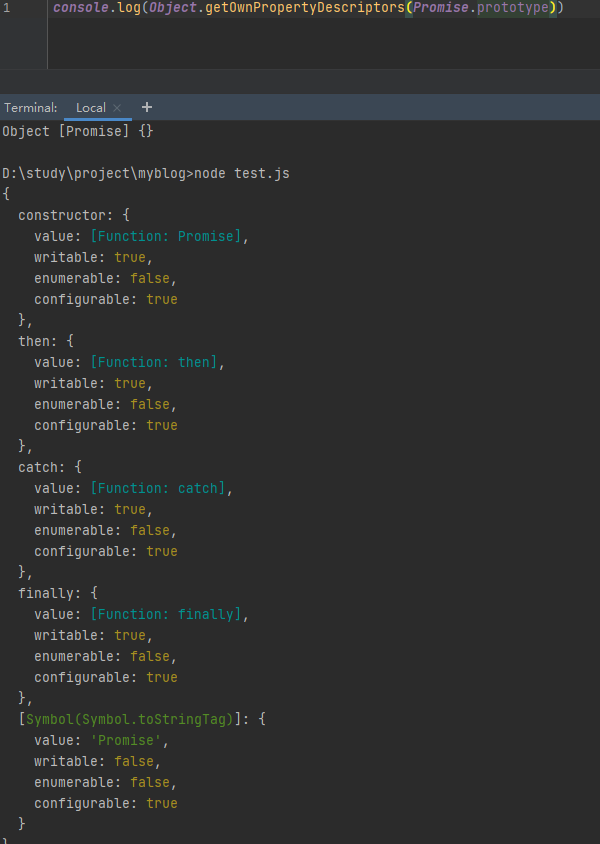 1 console.log(Object.getOwnPropertyDescriptors(Promise.prototype))
Terminal: Local × +
Object [Promise] {}
D:\study\project\myblog>node test.js
{
  constructor: {
    value: [Function: Promise],
    writable: true,
    enumerable: false,
    configurable: true
  },
  then: {
    value: [Function: then],
    writable: true,
    enumerable: false,
    configurable: true
  },
  catch: {
    value: [Function: catch],
    writable: true,
    enumerable: false,
    configurable: true
  },
  finally: {
    value: [Function: finally],
    writable: true,
    enumerable: false,
    configurable: true
  },
  [Symbol(Symbol.toStringTag)]: {
    value: 'Promise',
    writable: false,
    enumerable: false,
    configurable: true
  }
}